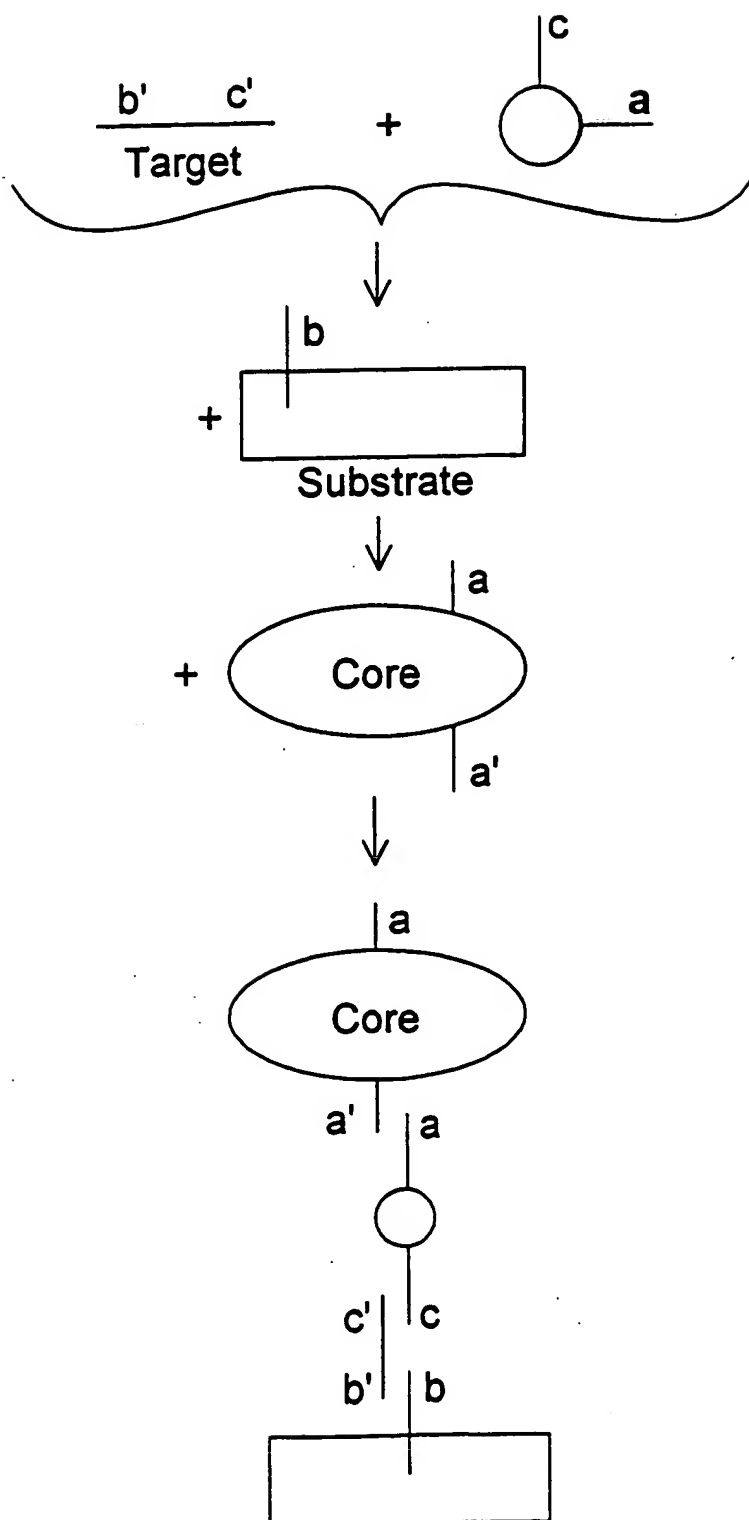 c
b' c'
+
a
Target
b
+
Substrate
a
+ Core
a'
a
Core
a' a
c' c
b' b